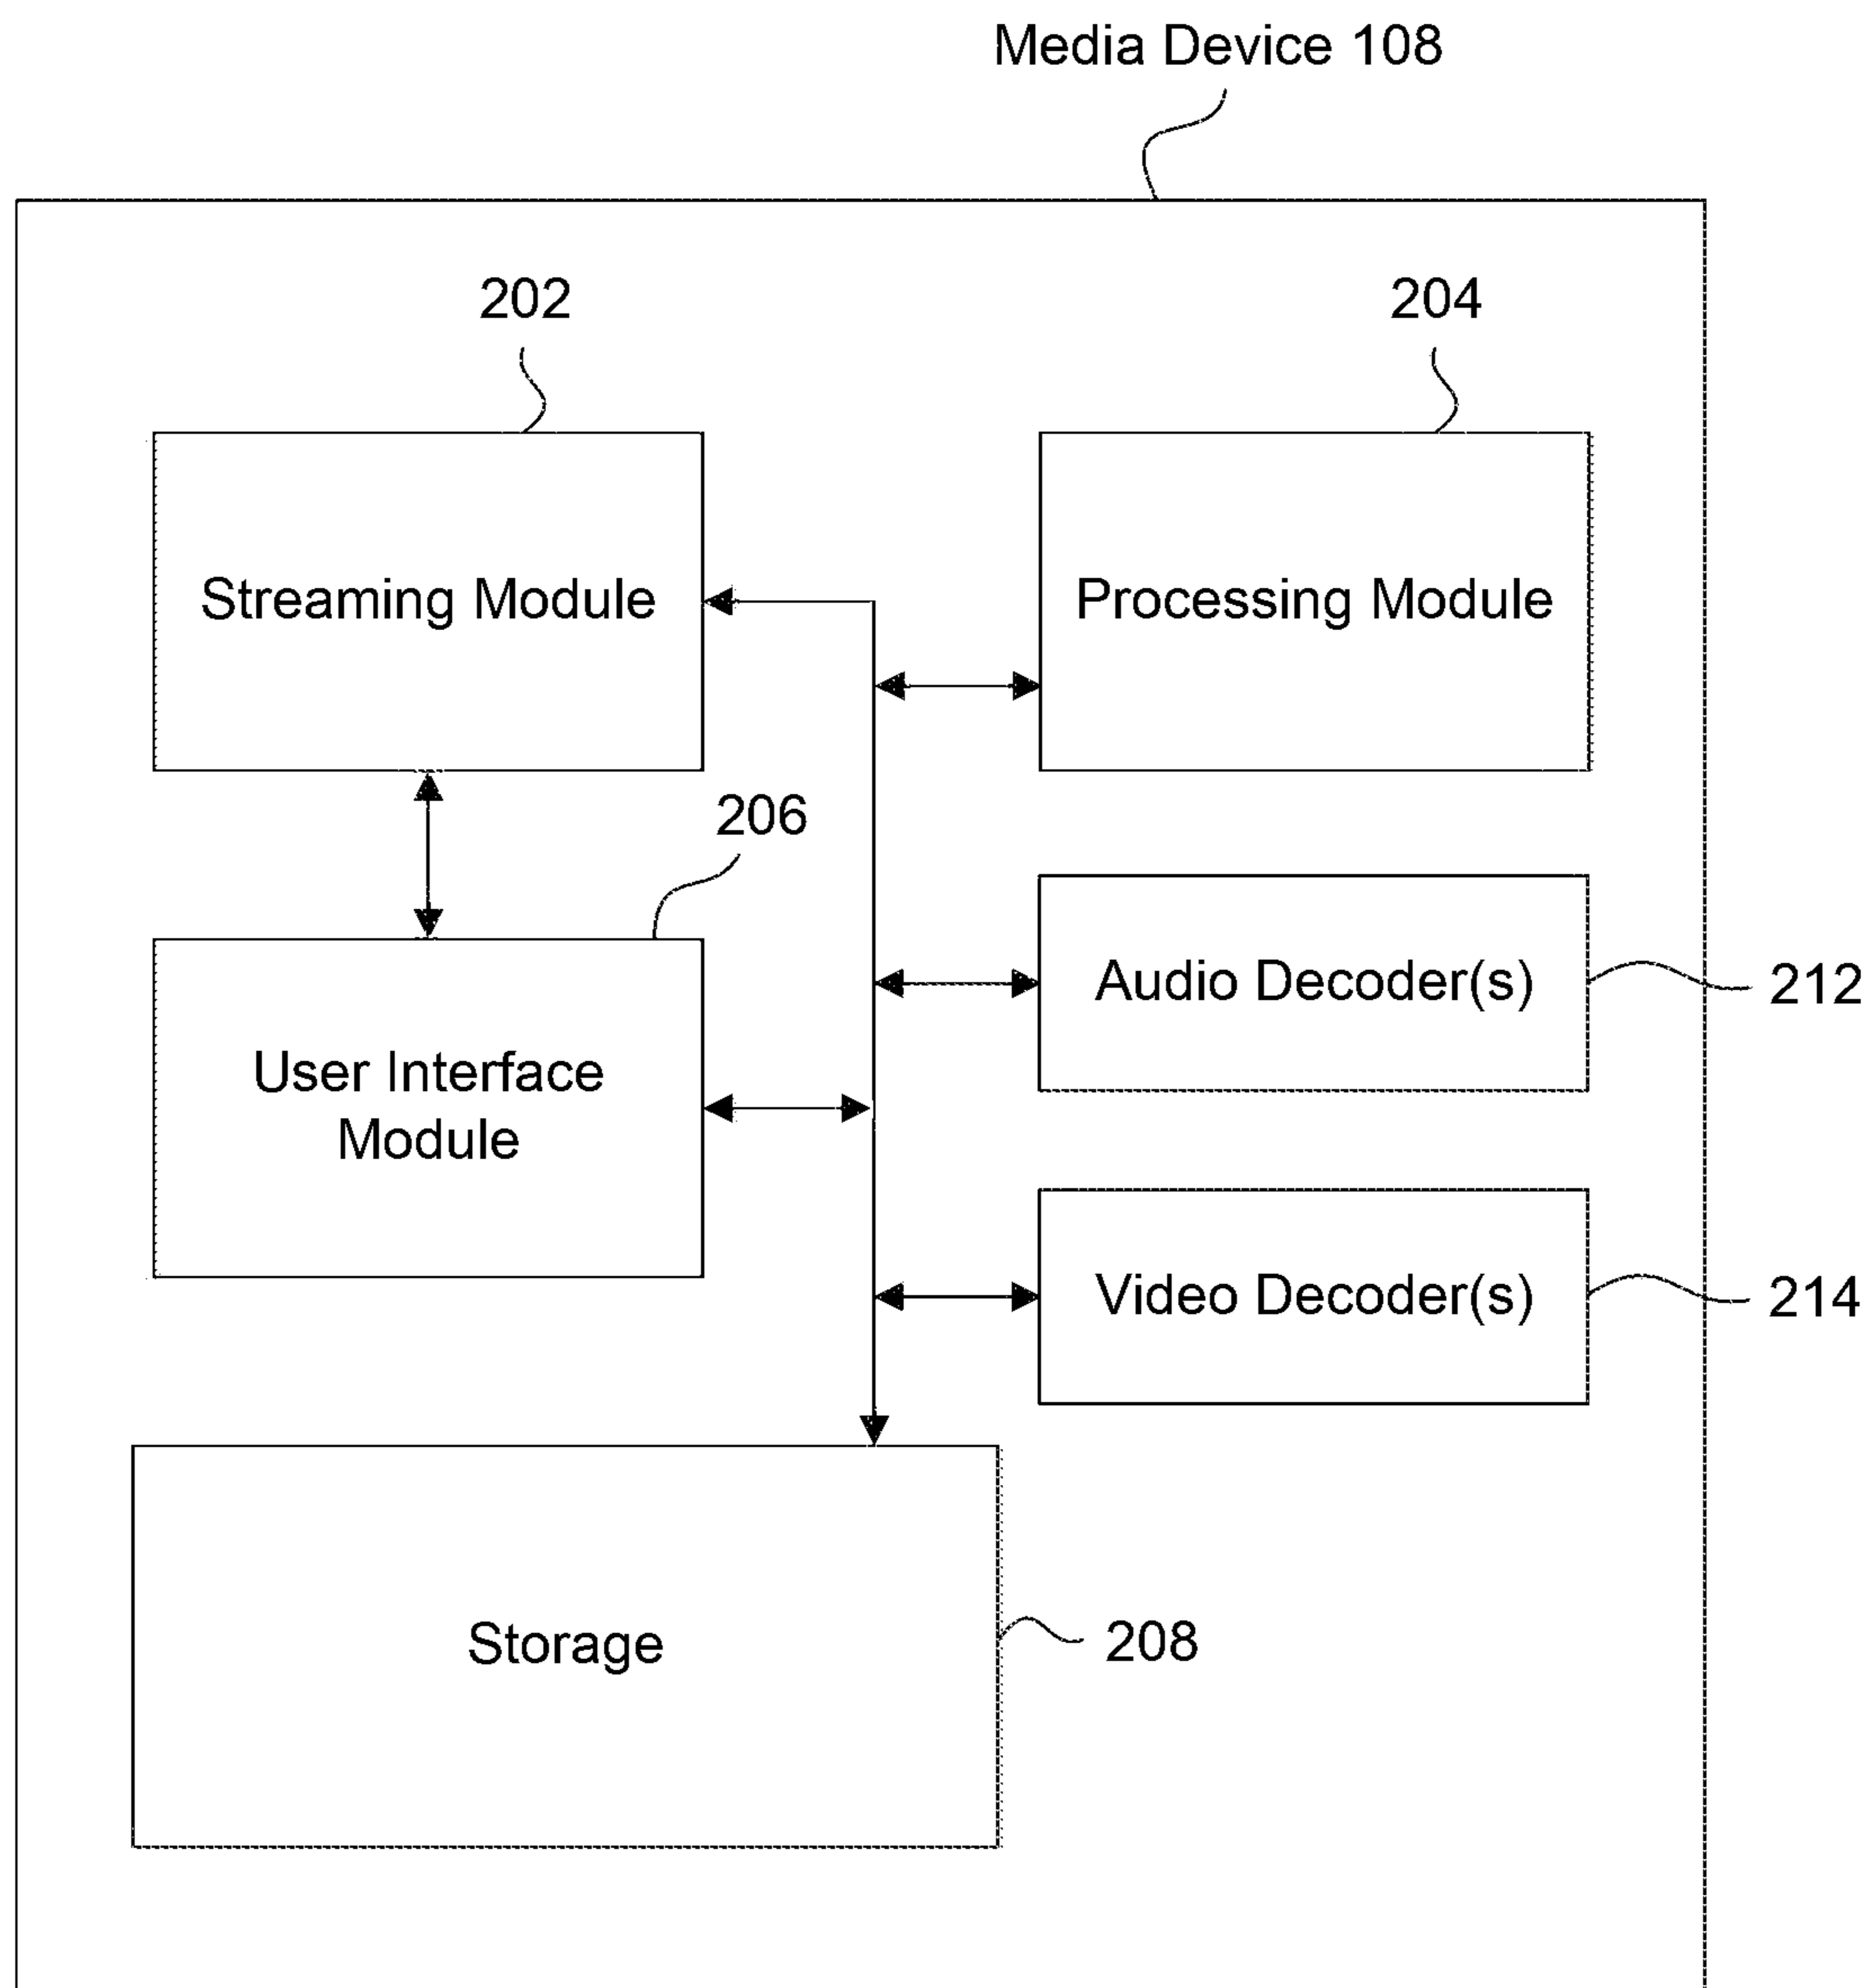 Media Device 108
202
204
Streaming Module
Processing Module
206
Audio Decoder(s)
212
User Interface
Module
Video Decoder(s)
214
Storage
208